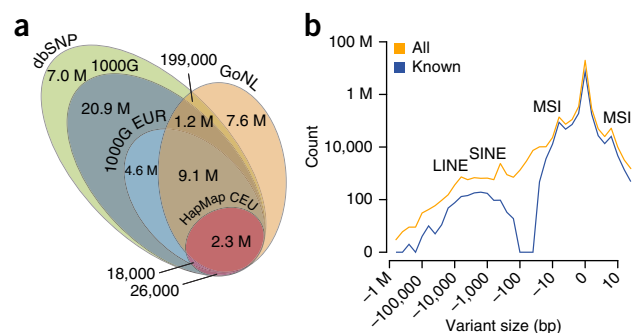 a
dbSNP
7.0 M
1000G
199,000
GoNL
20.9 M
1.2 M
7.6 M
1000G EUR
4.6 M
9.1 M
HapMap CEU
2.3 M
18,000
26,000
b
All
Known
100 M
1 M
10,000
100
0
Count
LINE
SINE
MSI
MSI
−1 M
−100,000
−10,000
−1,000
−100
−10
0
10
Variant size (bp)